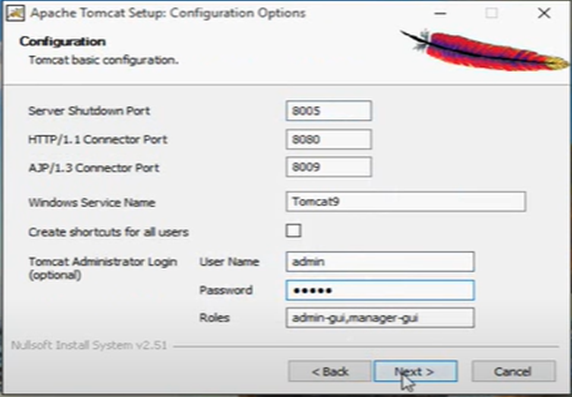 Apache Tomcat Setup: Configuration Options
Configuration
Tomcat basic configuration.
Server Shutdown Port 8005
HTTP/1.1 Connector Port 8080
AJP/1.3 Connector Port 8009
Windows Service Name Tomcat9
Create shortcuts for all users
Tomcat Administrator Login User Name admin
(optional)
Password •••••
Roles admin-gui,manager-gui
Nullsoft Install System v2.51
< Back Next > Cancel